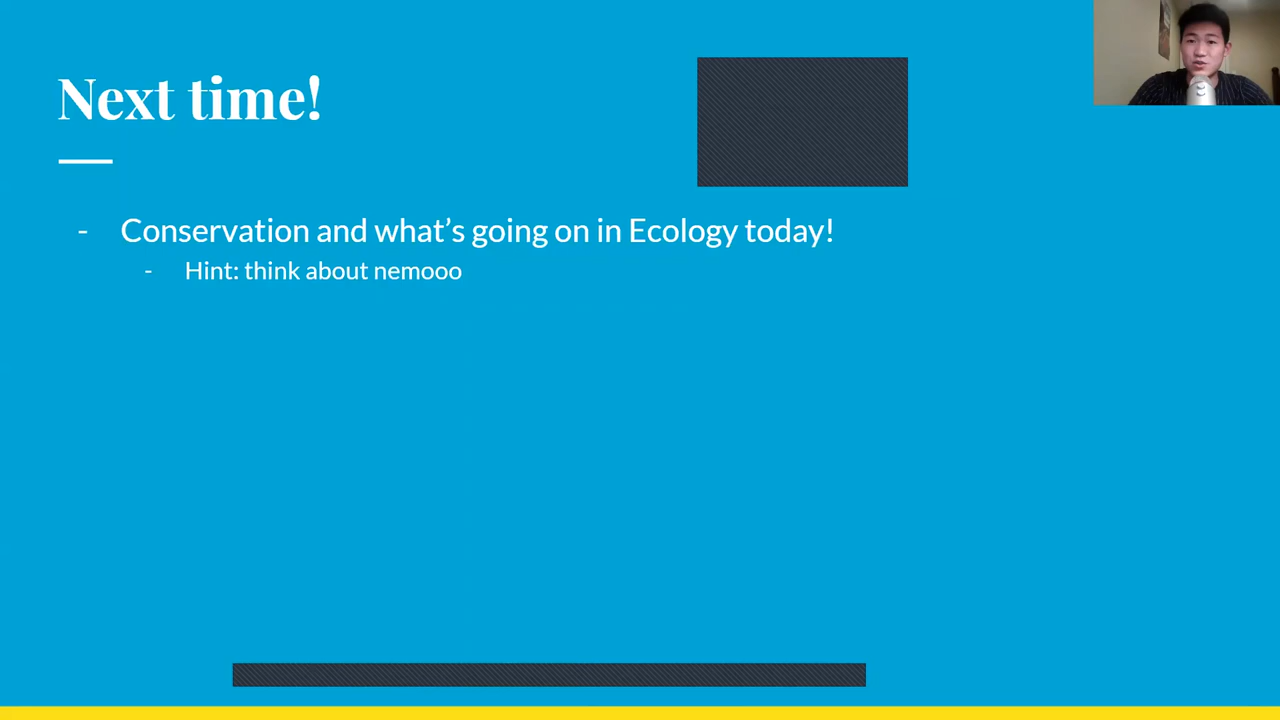 Next time!
- Conservation and what's going on in Ecology today!
- Hint: think about nemooo